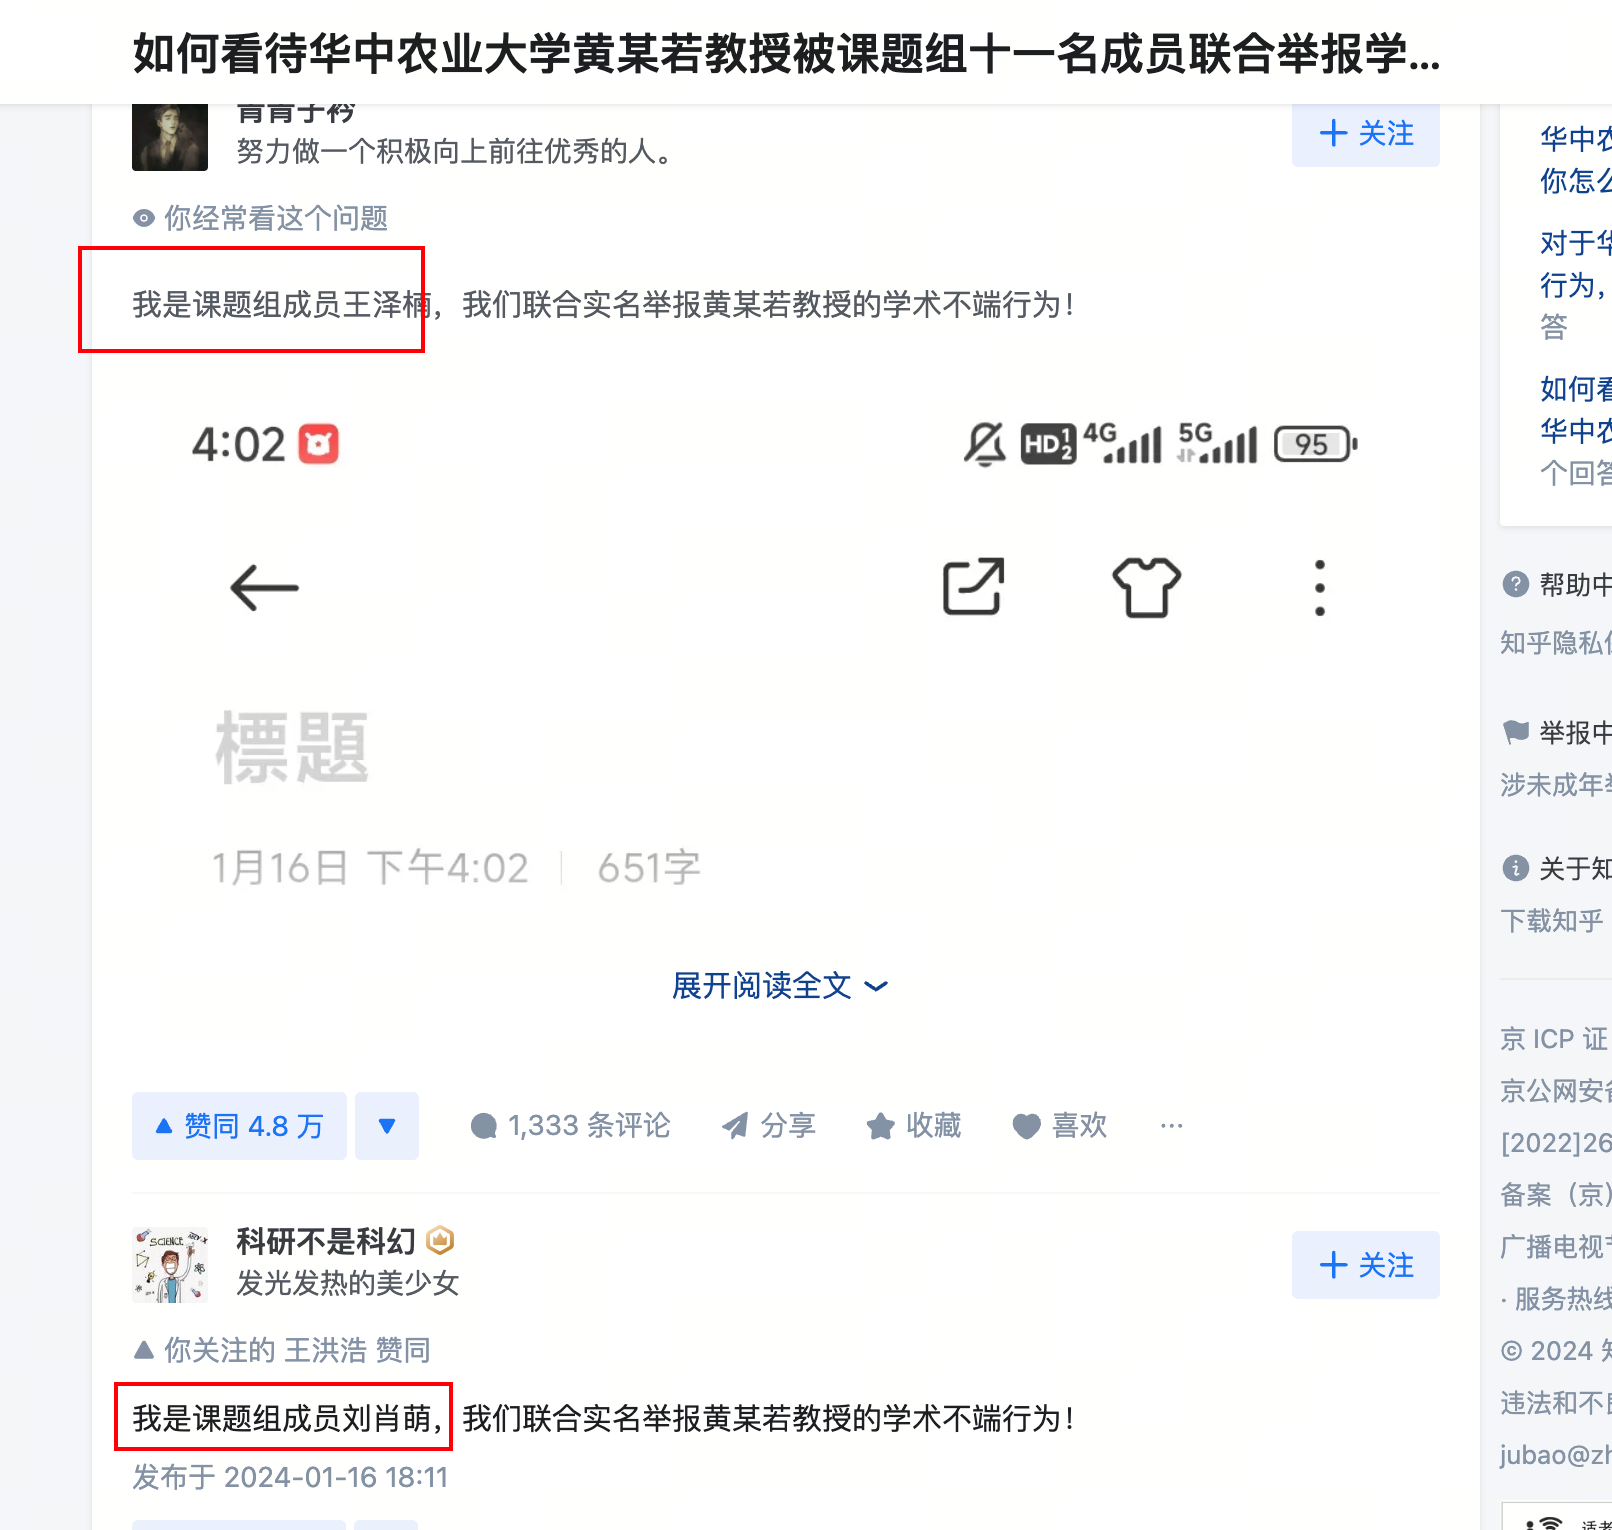 如何看待华中农业大学黄某若教授被课题组十一名成员联合举报学...
青青子衿
努力做一个积极向上前往优秀的人。
关注
你经常看这个问题
我是课题组成员王泽楠，我们联合实名举报黄某若教授的学术不端行为！
4:02
HD 1 2 4G 5G 95
標題
1月16日 下午4:02 | 651字
展开阅读全文
赞同 4.8 万
1,333 条评论
分享
收藏
喜欢
科研不是科幻
发光发热的美少女
SCIENCE
关注
你关注的 王洪浩 赞同
我是课题组成员刘肖萌，我们联合实名举报黄某若教授的学术不端行为！
发布于 2024-01-16 18:11
华中农
你怎么
对于华
行为，
答
如何看
华中农
个回答
帮助中
知乎隐私
举报中
涉未成年
关于知
下载知乎
京 ICP 证
京公网安备
[2022]26
备案（京）
广播电视节
· 服务热线
© 2024 知
违法和不良
jubao@zh